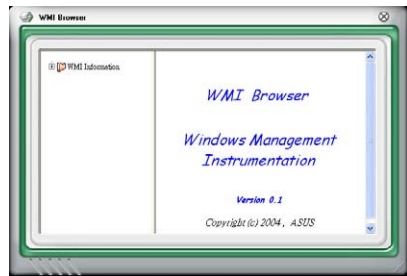 WMI Browser
WMI Information
WMI Browser
Windows Management
Instrumentation
Version 0.1
Copyright (c) 2004, ASUS